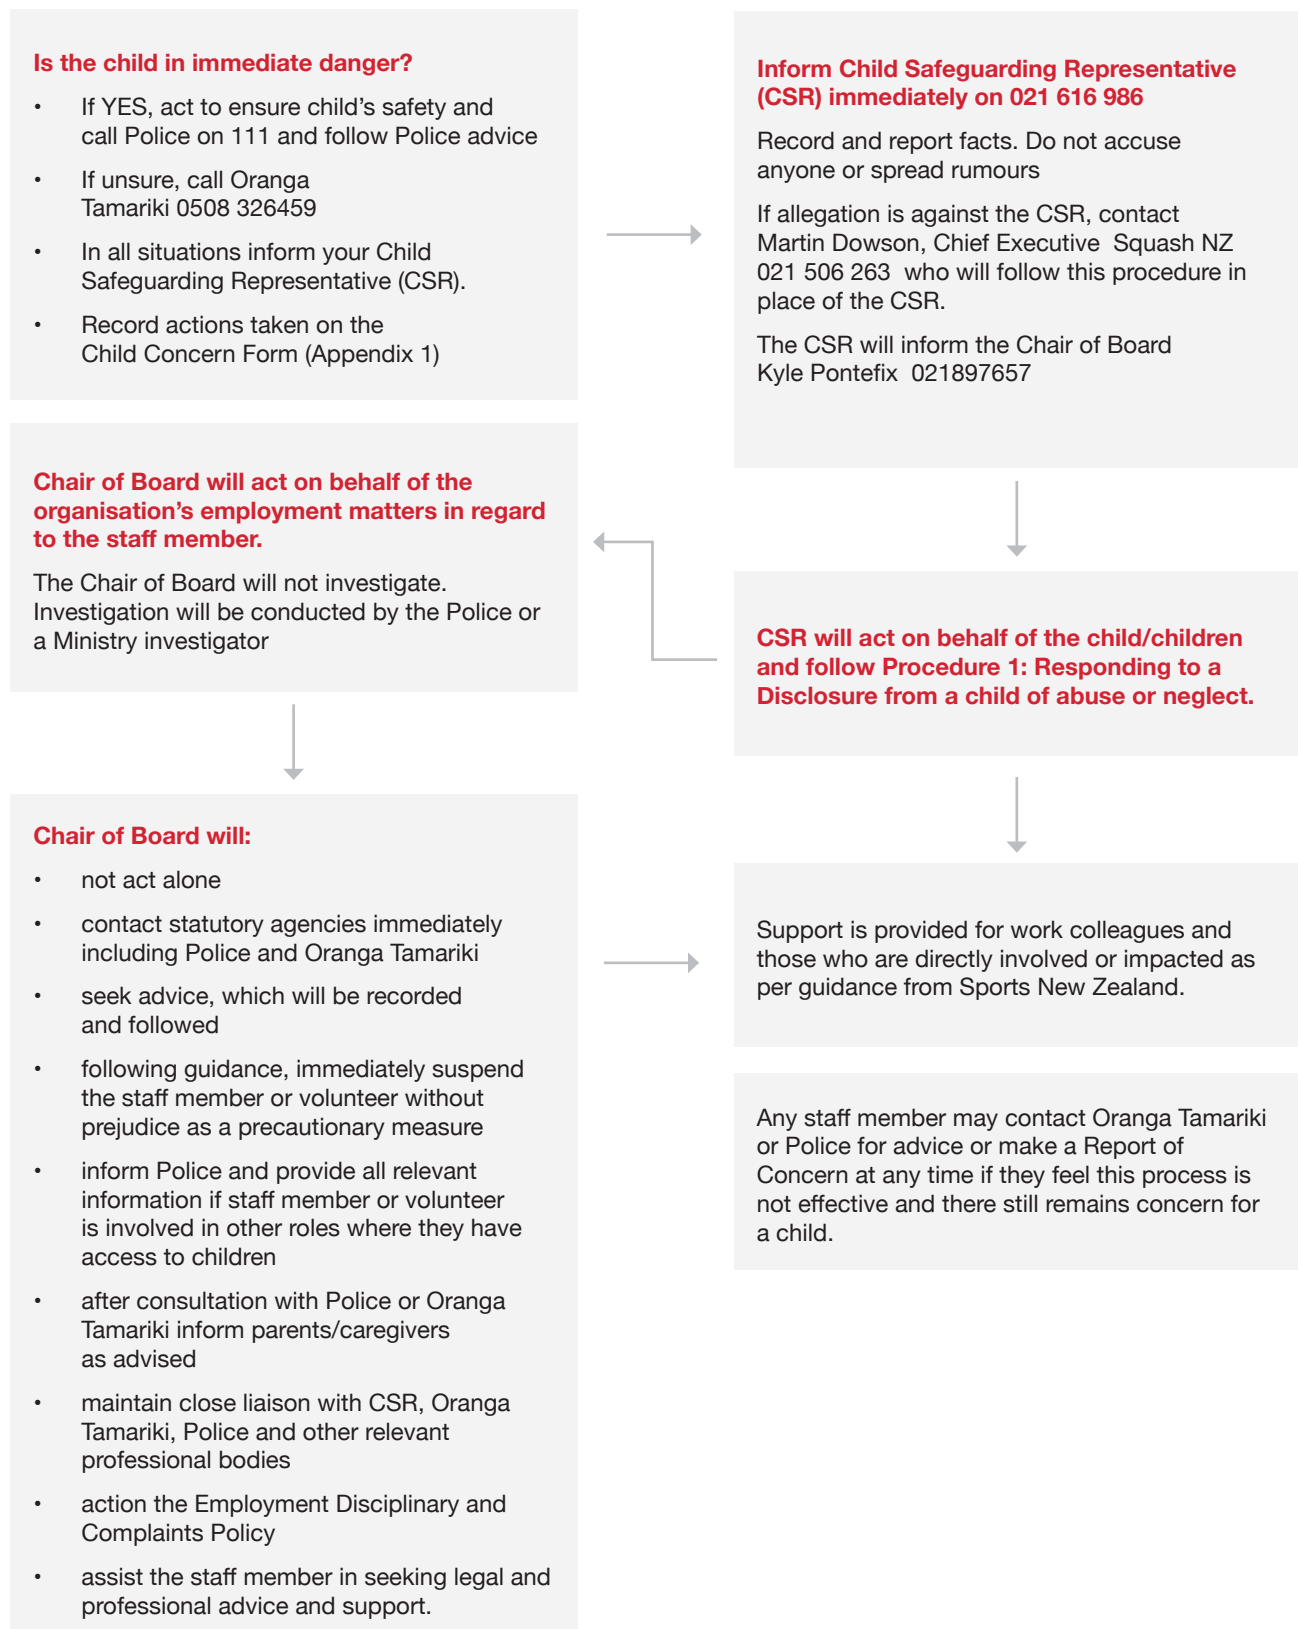 Is the child in immediate danger?
• If YES, act to ensure child’s safety and
call Police on 111 and follow Police advice
• If unsure, call Oranga
Tamariki 0508 326459
• In all situations inform your Child
Safeguarding Representative (CSR).
• Record actions taken on the
Child Concern Form (Appendix 1)
Inform Child Safeguarding Representative
(CSR) immediately on 021 616 986
Record and report facts. Do not accuse
anyone or spread rumours
If allegation is against the CSR, contact
Martin Dowson, Chief Executive  Squash NZ
021 506 263  who will follow this procedure in
place of the CSR.
The CSR will inform the Chair of Board
Kyle Pontefix  021897657
CSR will act on behalf of the child/children
and follow Procedure 1: Responding to a
Disclosure from a child of abuse or neglect.
Chair of Board will act on behalf of the
organisation’s employment matters in regard
to the staff member.
The Chair of Board will not investigate.
Investigation will be conducted by the Police or
a Ministry investigator
Chair of Board will:
• not act alone
• contact statutory agencies immediately
including Police and Oranga Tamariki
• seek advice, which will be recorded
and followed
• following guidance, immediately suspend
the staff member or volunteer without
prejudice as a precautionary measure
• inform Police and provide all relevant
information if staff member or volunteer
is involved in other roles where they have
access to children
• after consultation with Police or Oranga
Tamariki inform parents/caregivers
as advised
• maintain close liaison with CSR, Oranga
Tamariki, Police and other relevant
professional bodies
• action the Employment Disciplinary and
Complaints Policy
• assist the staff member in seeking legal and
professional advice and support.
Support is provided for work colleagues and
those who are directly involved or impacted as
per guidance from Sports New Zealand.
Any staff member may contact Oranga Tamariki
or Police for advice or make a Report of
Concern at any time if they feel this process is
not effective and there still remains concern for
a child.